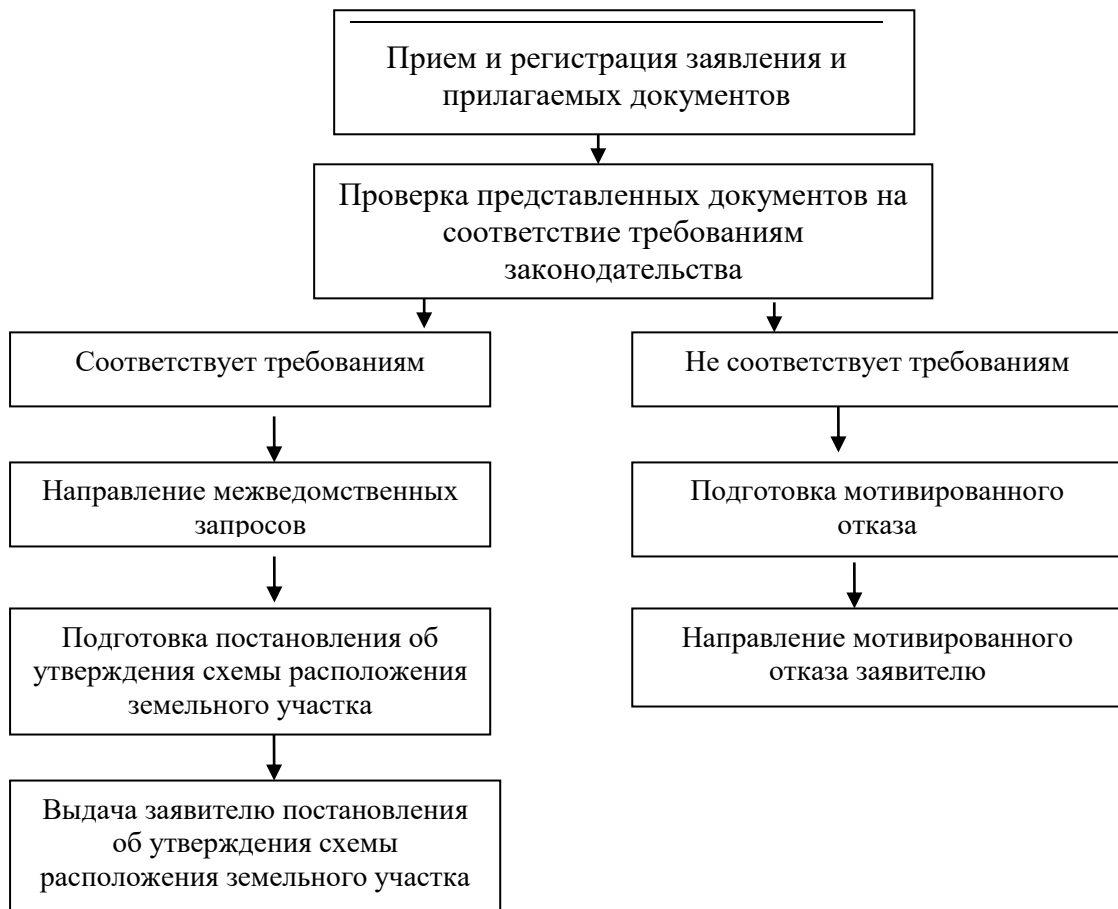 Прием и регистрация заявления и
прилагаемых документов
Проверка представленных документов на
соответствие требованиям
законодательства
Соответствует требованиям
Не соответствует требованиям
Направление межведомственных
запросов
Подготовка мотивированного
отказа
Подготовка постановления об
утверждения схемы расположения
земельного участка
Направление мотивированного
отказа заявителю
Выдача заявителю постановления
об утверждения схемы
расположения земельного участка